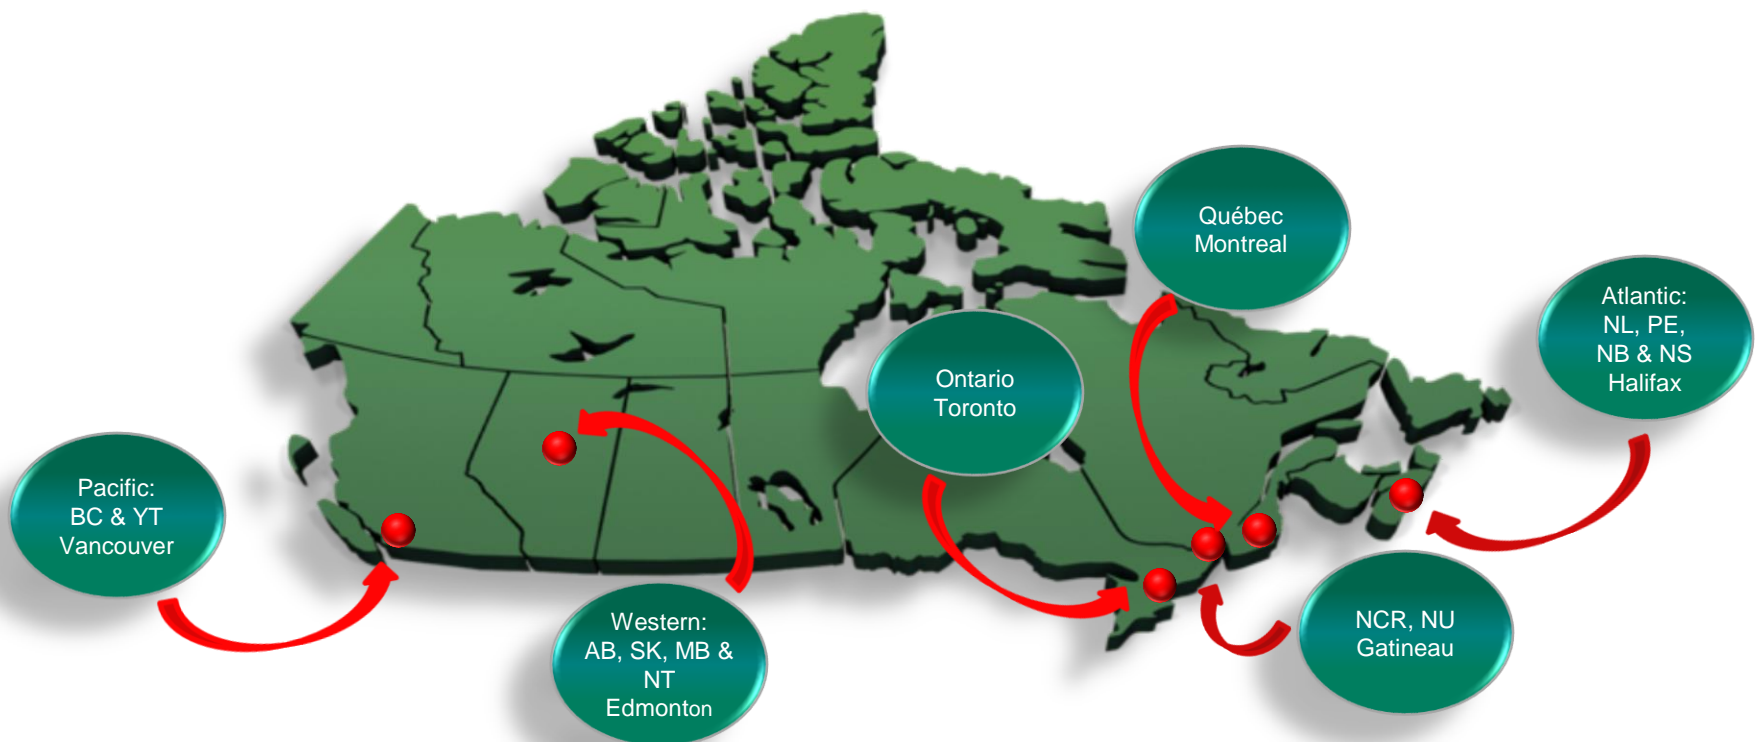 Québec
Montreal
Atlantic:
NL, PE,
NB & NS
Halifax
Ontario
Toronto
Pacific:
BC & YT
Vancouver
Western:
AB, SK, MB &
NT
Edmonton
NCR, NU
Gatineau